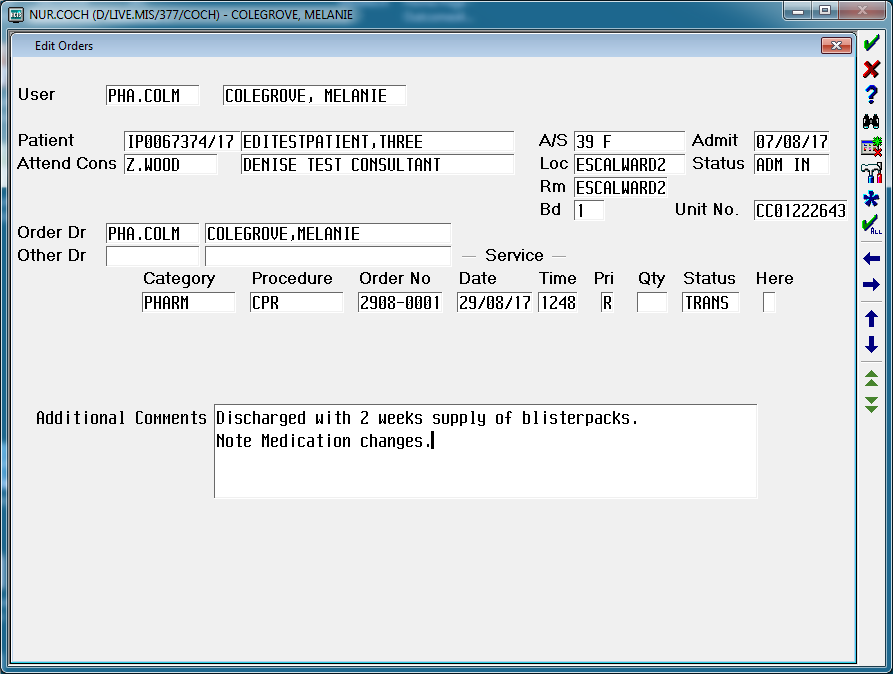 NUR.COCH (D/LIVE.MIS/377/COCH) - COLEGROVE, MELANIE
Edit Orders
User PHA.COLM COLEGROVE, MELANIE
Patient IP0067374/17 EDITESTPATIENT,THREE A/S 39 F Admit 07/08/17
Attend Cons Z.WOOD DENISE TEST CONSULTANT Loc ESCALWARD2 Status ADM IN
Rm ESCALWARD2
Bd 1 Unit No. CC01222643
Order Dr PHA.COLM COLEGROVE,MELANIE
Other Dr — Service —
Category Procedure Order No Date Time Pri Qty Status Here
PHARM CPR 2908-0001 29/08/17 1248 R TRANS
Additional Comments Discharged with 2 weeks supply of blisterpacks.
Note Medication changes.
ALL